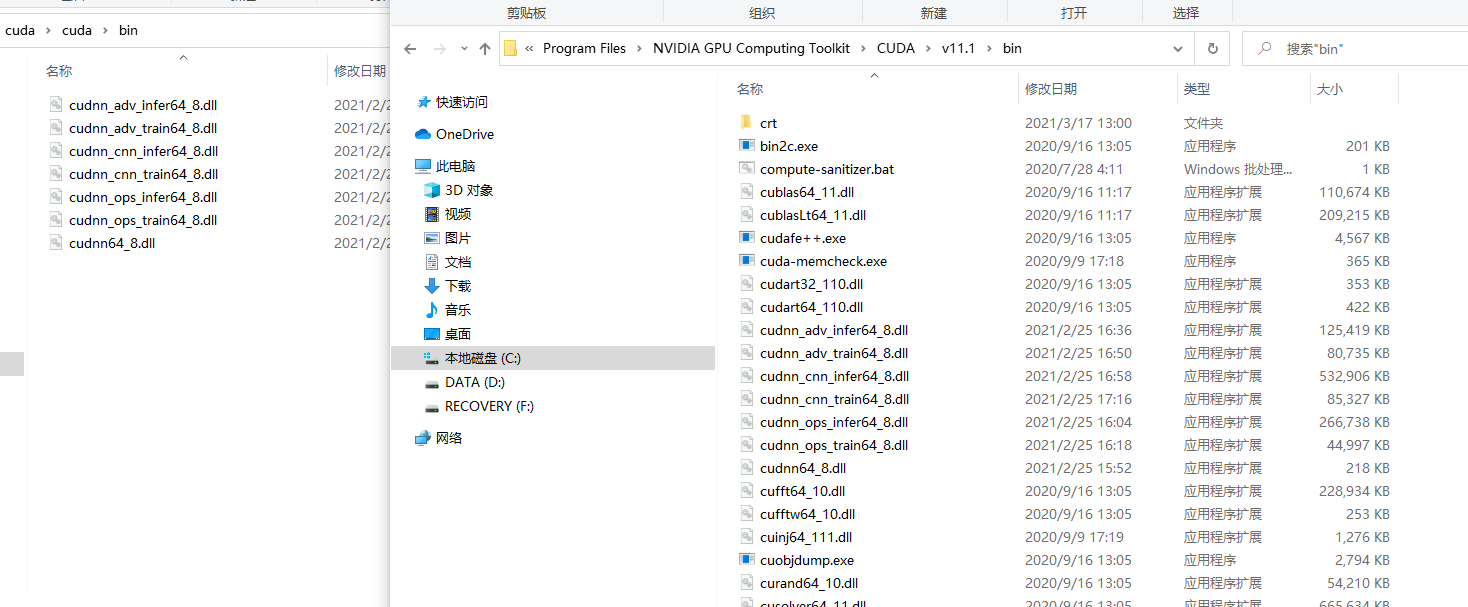 剪贴板 组织 新建 打开 选择
cuda › cuda › bin
« Program Files › NVIDIA GPU Computing Toolkit › CUDA › v11.1 › bin
搜索"bin"
名称 修改日期
cudnn_adv_infer64_8.dll 2021/2/2
cudnn_adv_train64_8.dll 2021/2/2
cudnn_cnn_infer64_8.dll 2021/2/2
cudnn_cnn_train64_8.dll 2021/2/2
cudnn_ops_infer64_8.dll 2021/2/2
cudnn_ops_train64_8.dll 2021/2/2
cudnn64_8.dll 2021/2/2
快速访问
OneDrive
此电脑
3D 对象
视频
图片
文档
下载
音乐
桌面
本地磁盘 (C:)
DATA (D:)
RECOVERY (F:)
网络
名称 修改日期 类型 大小
crt 2021/3/17 13:00 文件夹
bin2c.exe 2020/9/16 13:05 应用程序 201 KB
compute-sanitizer.bat 2020/7/28 4:11 Windows 批处理... 1 KB
cublas64_11.dll 2020/9/16 11:17 应用程序扩展 110,674 KB
cublasLt64_11.dll 2020/9/16 11:17 应用程序扩展 209,215 KB
cudafe++.exe 2020/9/16 13:05 应用程序 4,567 KB
cuda-memcheck.exe 2020/9/9 17:18 应用程序 365 KB
cudart32_110.dll 2020/9/16 13:05 应用程序扩展 353 KB
cudart64_110.dll 2020/9/16 13:05 应用程序扩展 422 KB
cudnn_adv_infer64_8.dll 2021/2/25 16:36 应用程序扩展 125,419 KB
cudnn_adv_train64_8.dll 2021/2/25 16:50 应用程序扩展 80,735 KB
cudnn_cnn_infer64_8.dll 2021/2/25 16:58 应用程序扩展 532,906 KB
cudnn_cnn_train64_8.dll 2021/2/25 17:16 应用程序扩展 85,327 KB
cudnn_ops_infer64_8.dll 2021/2/25 16:04 应用程序扩展 266,738 KB
cudnn_ops_train64_8.dll 2021/2/25 16:18 应用程序扩展 44,997 KB
cudnn64_8.dll 2021/2/25 15:52 应用程序扩展 218 KB
cufft64_10.dll 2020/9/16 13:05 应用程序扩展 228,934 KB
cufftw64_10.dll 2020/9/16 13:05 应用程序扩展 253 KB
cuinj64_111.dll 2020/9/9 17:19 应用程序扩展 1,276 KB
cuobjdump.exe 2020/9/16 13:05 应用程序 2,794 KB
curand64_10.dll 2020/9/16 13:05 应用程序扩展 54,210 KB
cusolver64_11.dll 2020/9/16 13:05 应用程序扩展 665,634 KB